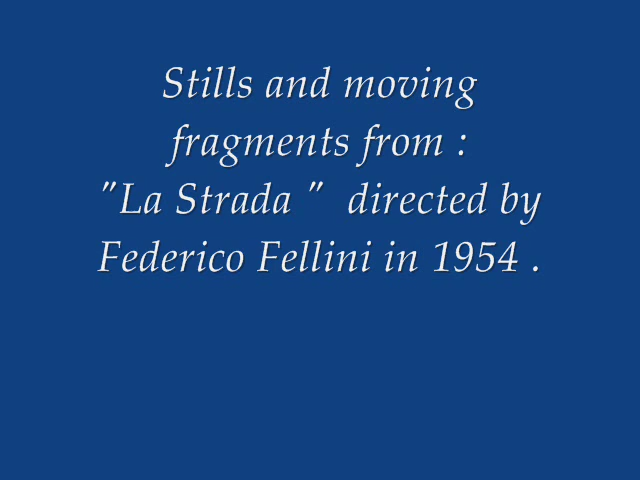 Stills and moving
fragments from :
"La Strada "  directed by
Federico Fellini in 1954 .